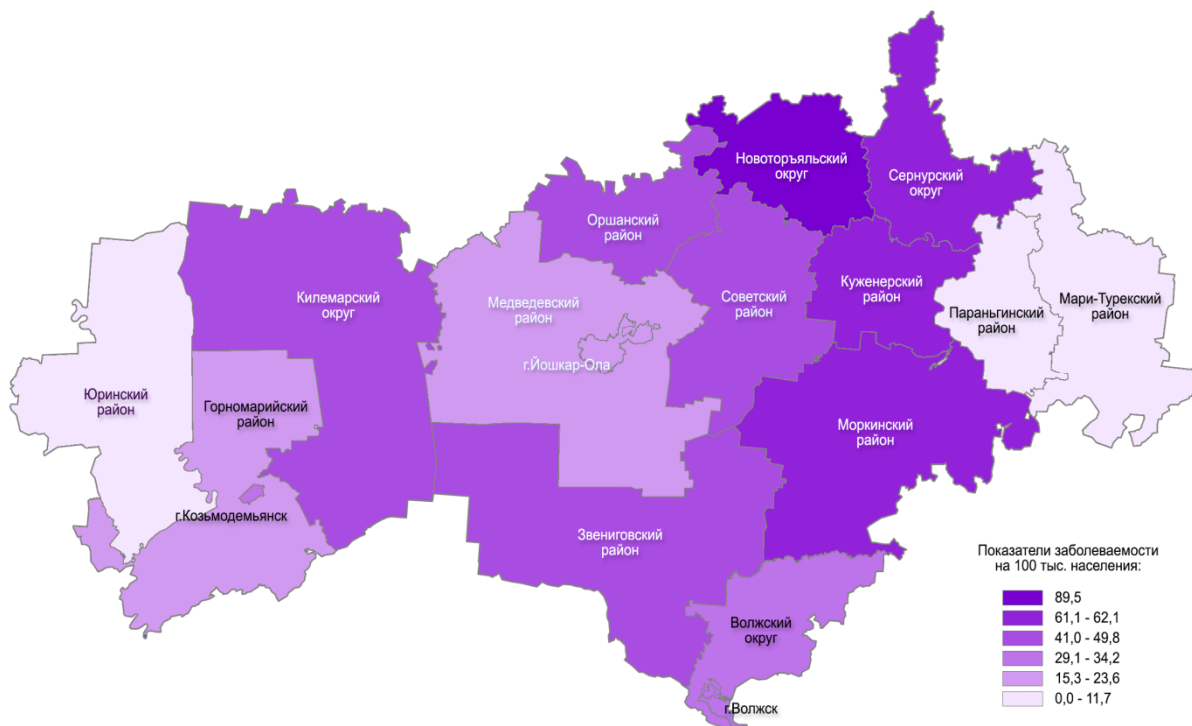 Новоторъяльский
округ
Сернурский
округ
Оршанский
район
Килемарский
округ
Медведевский
район
Советский
район
Куженерский
район
Параньгинский
район
Мари-Турекский
район
г.Йошкар-Ола
Юринский
район
Горномарийский
район
Моркинский
район
г.Козьмодемьянск
Звениговский
район
Волжский
округ
г.Волжск
Показатели заболеваемости
на 100 тыс. населения:
89,5
61,1 - 62,1
41,0 - 49,8
29,1 - 34,2
15,3 - 23,6
0,0 - 11,7